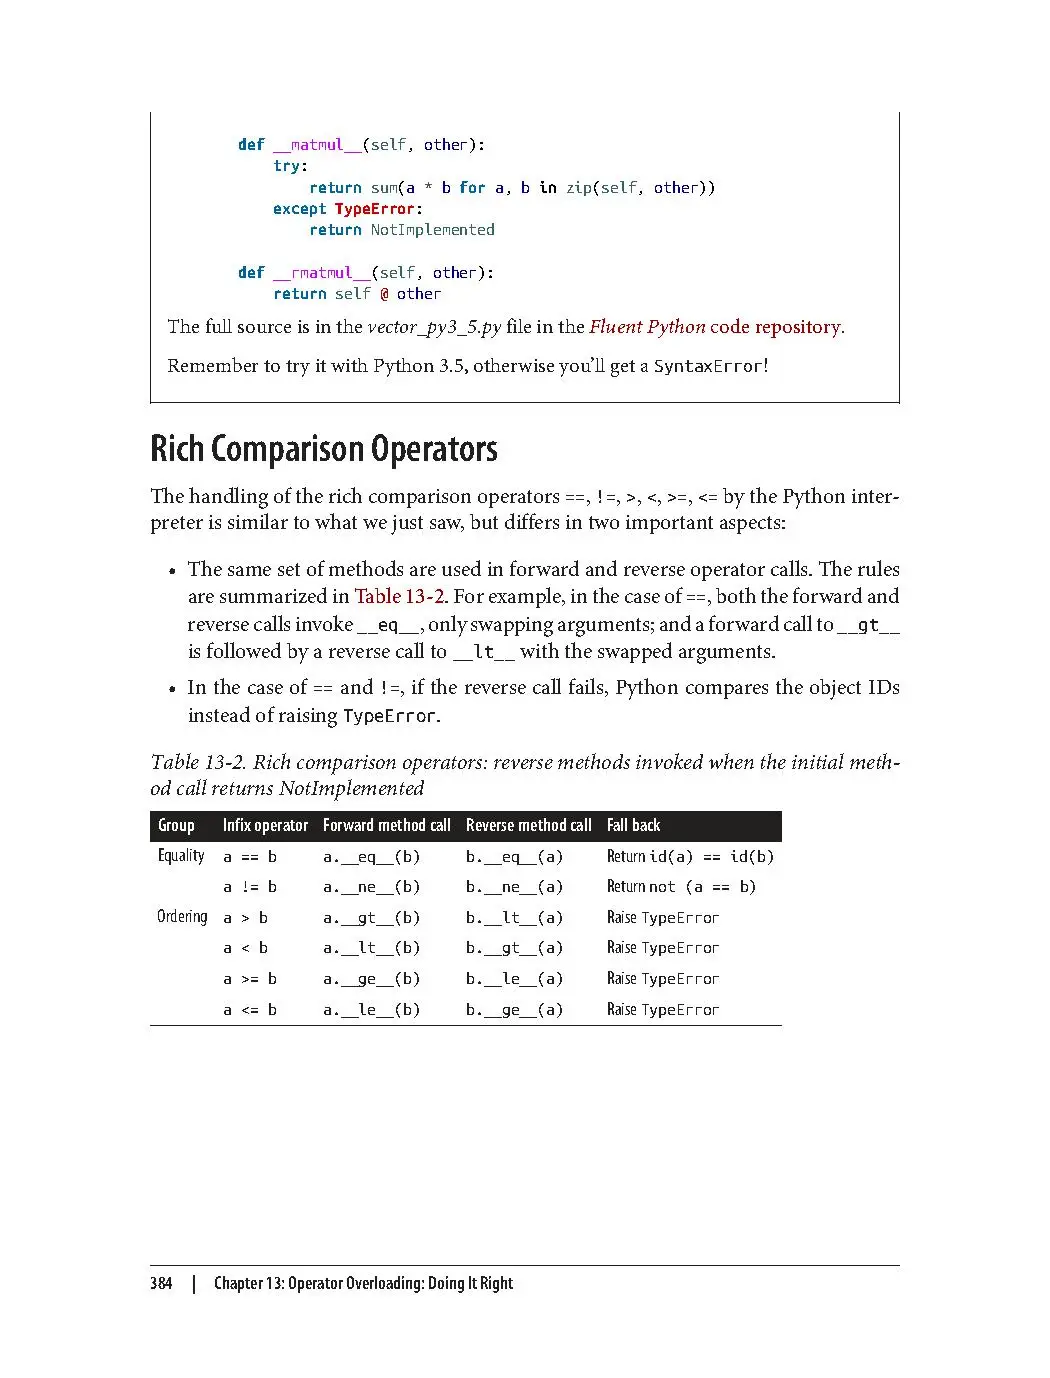 def __matmul__(self, other):
try:
return sum(a * b for a, b in zip(self, other))
except TypeError:
return NotImplemented
def __rmatmul__(self, other):
return self @ other
The full source is in the vector_py3_5.py file in the Fluent Python code repository.
Remember to try it with Python 3.5, otherwise you’ll get a SyntaxError!
Rich Comparison Operators
The handling of the rich comparison operators ==, !=, >, <, >=, <= by the Python inter-
preter is similar to what we just saw, but differs in two important aspects:
• The same set of methods are used in forward and reverse operator calls. The rules
are summarized in Table 13-2. For example, in the case of ==, both the forward and
reverse calls invoke __eq__, only swapping arguments; and a forward call to __gt__
is followed by a reverse call to __lt__ with the swapped arguments.
• In the case of == and !=, if the reverse call fails, Python compares the object IDs
instead of raising TypeError.
Table 13-2. Rich comparison operators: reverse methods invoked when the initial meth-
od call returns NotImplemented
Group Infix operator Forward method call Reverse method call Fall back
Equality a == b a.__eq__(b) b.__eq__(a) Return id(a) == id(b)
a != b a.__ne__(b) b.__ne__(a) Return not (a == b)
Ordering a > b a.__gt__(b) b.__lt__(a) Raise TypeError
a < b a.__lt__(b) b.__gt__(a) Raise TypeError
a >= b a.__ge__(b) b.__le__(a) Raise TypeError
a <= b a.__le__(b) b.__ge__(a) Raise TypeError
384 | Chapter 13: Operator Overloading: Doing It Right